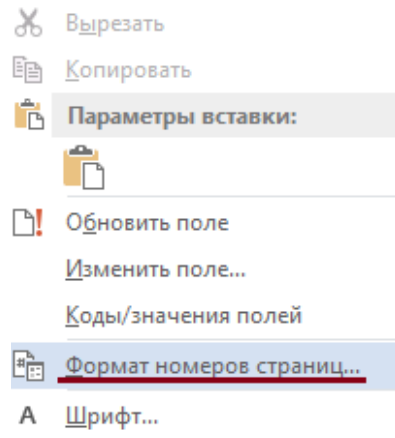 Вырезать
Копировать
Параметры вставки:
Обновить поле
Изменить поле...
Коды/значения полей
Формат номеров страниц...
Шрифт...